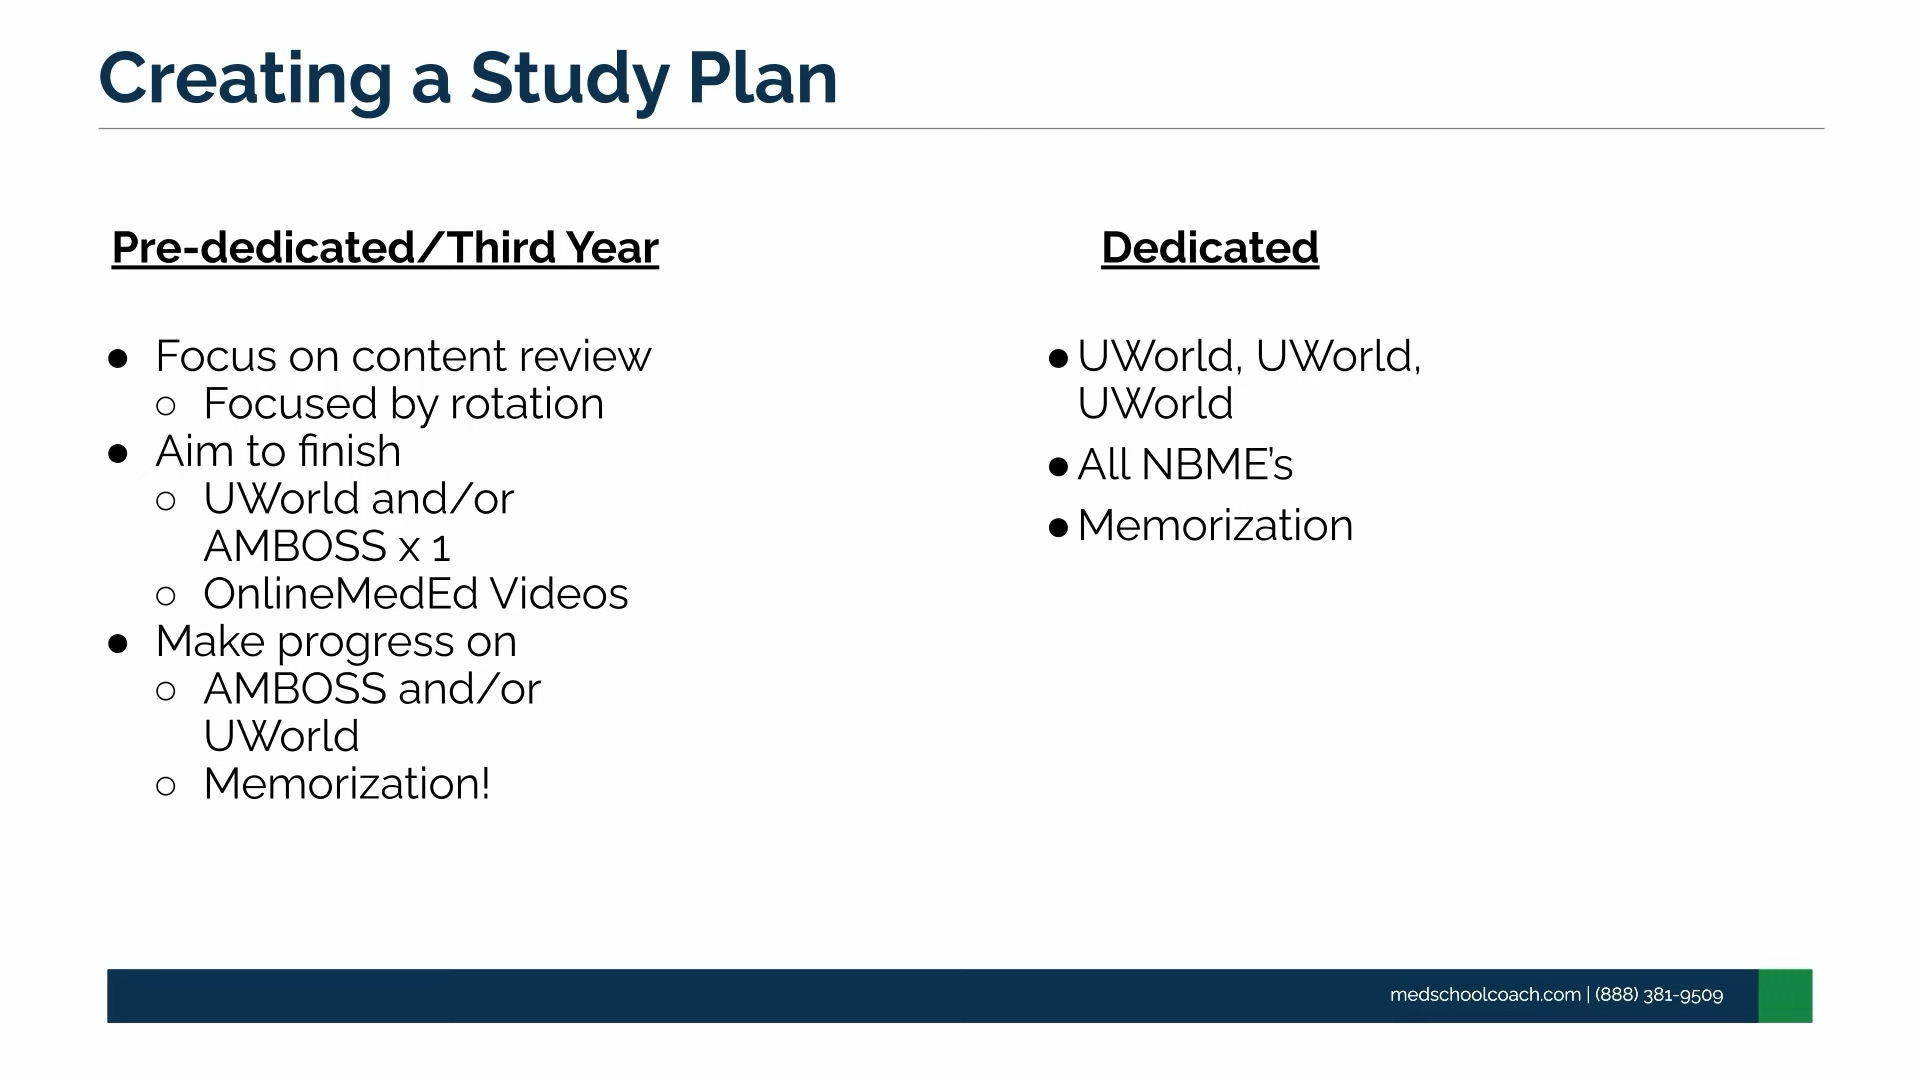 Creating a Study Plan
Pre-dedicated/Third Year
● Focus on content review
○ Focused by rotation
● Aim to finish
○ UWorld and/or
AMBOSS x 1
○ OnlineMedEd Videos
● Make progress on
○ AMBOSS and/or
UWorld
○ Memorization!
Dedicated
● UWorld, UWorld,
UWorld
● All NBME’s
● Memorization
medschoolcoach.com | (888) 381-9509